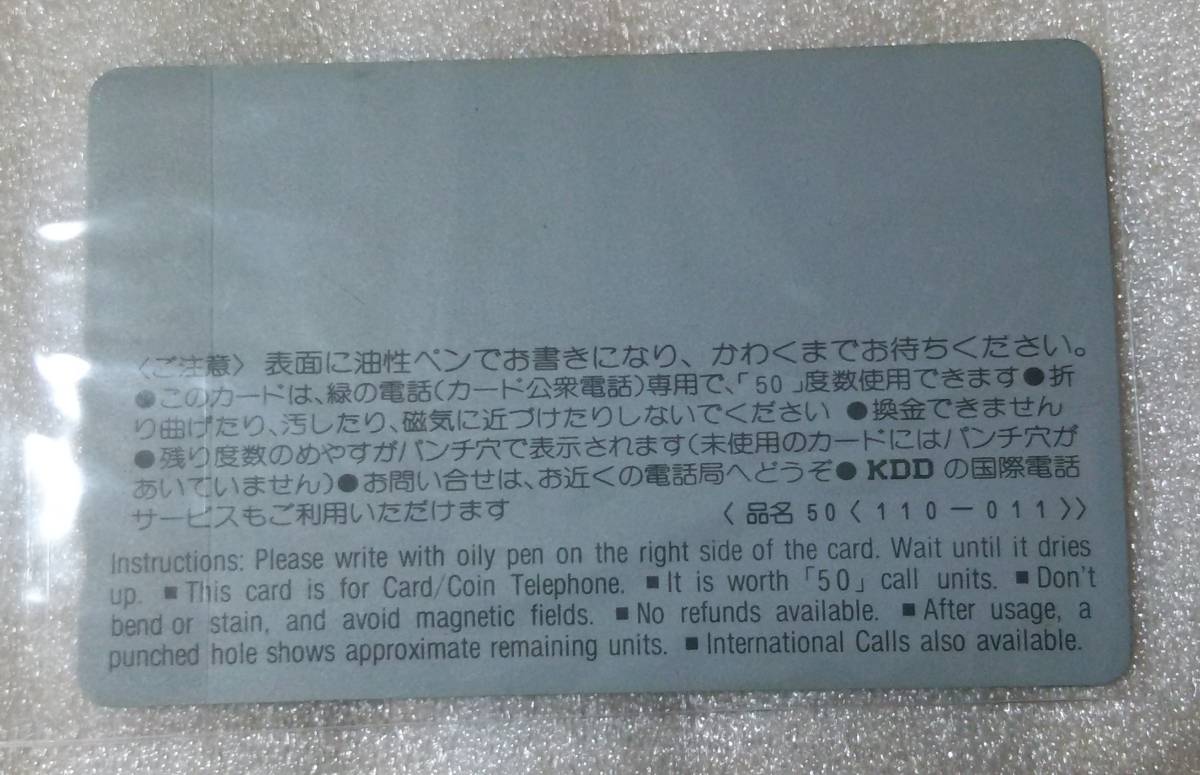 〈ご注意〉 表面に油性ペンでお書きになり、かわくまでお待ちください。
●このカードは、緑の電話(カード公衆電話)専用で、「50」度数使用できます●折
り曲げたり、汚したり、磁気に近づけたりしないでください ●換金できません
●残り度数のめやすがパンチ穴で表示されます(未使用のカードにはパンチ穴が
あいていません)●お問い合せは、お近くの電話局へどうぞ● KDD の国際電話
サービスもご利用いただけます 〈 品名 50〈110－011〉〉
Instructions: Please write with oily pen on the right side of the card. Wait until it dries
up. ■This card is for Card/Coin Telephone. ■It is worth「50」call units. ■Don't
bend or stain, and avoid magnetic fields. ■No refunds available. ■After usage, a
punched hole shows approximate remaining units. ■International Calls also available.